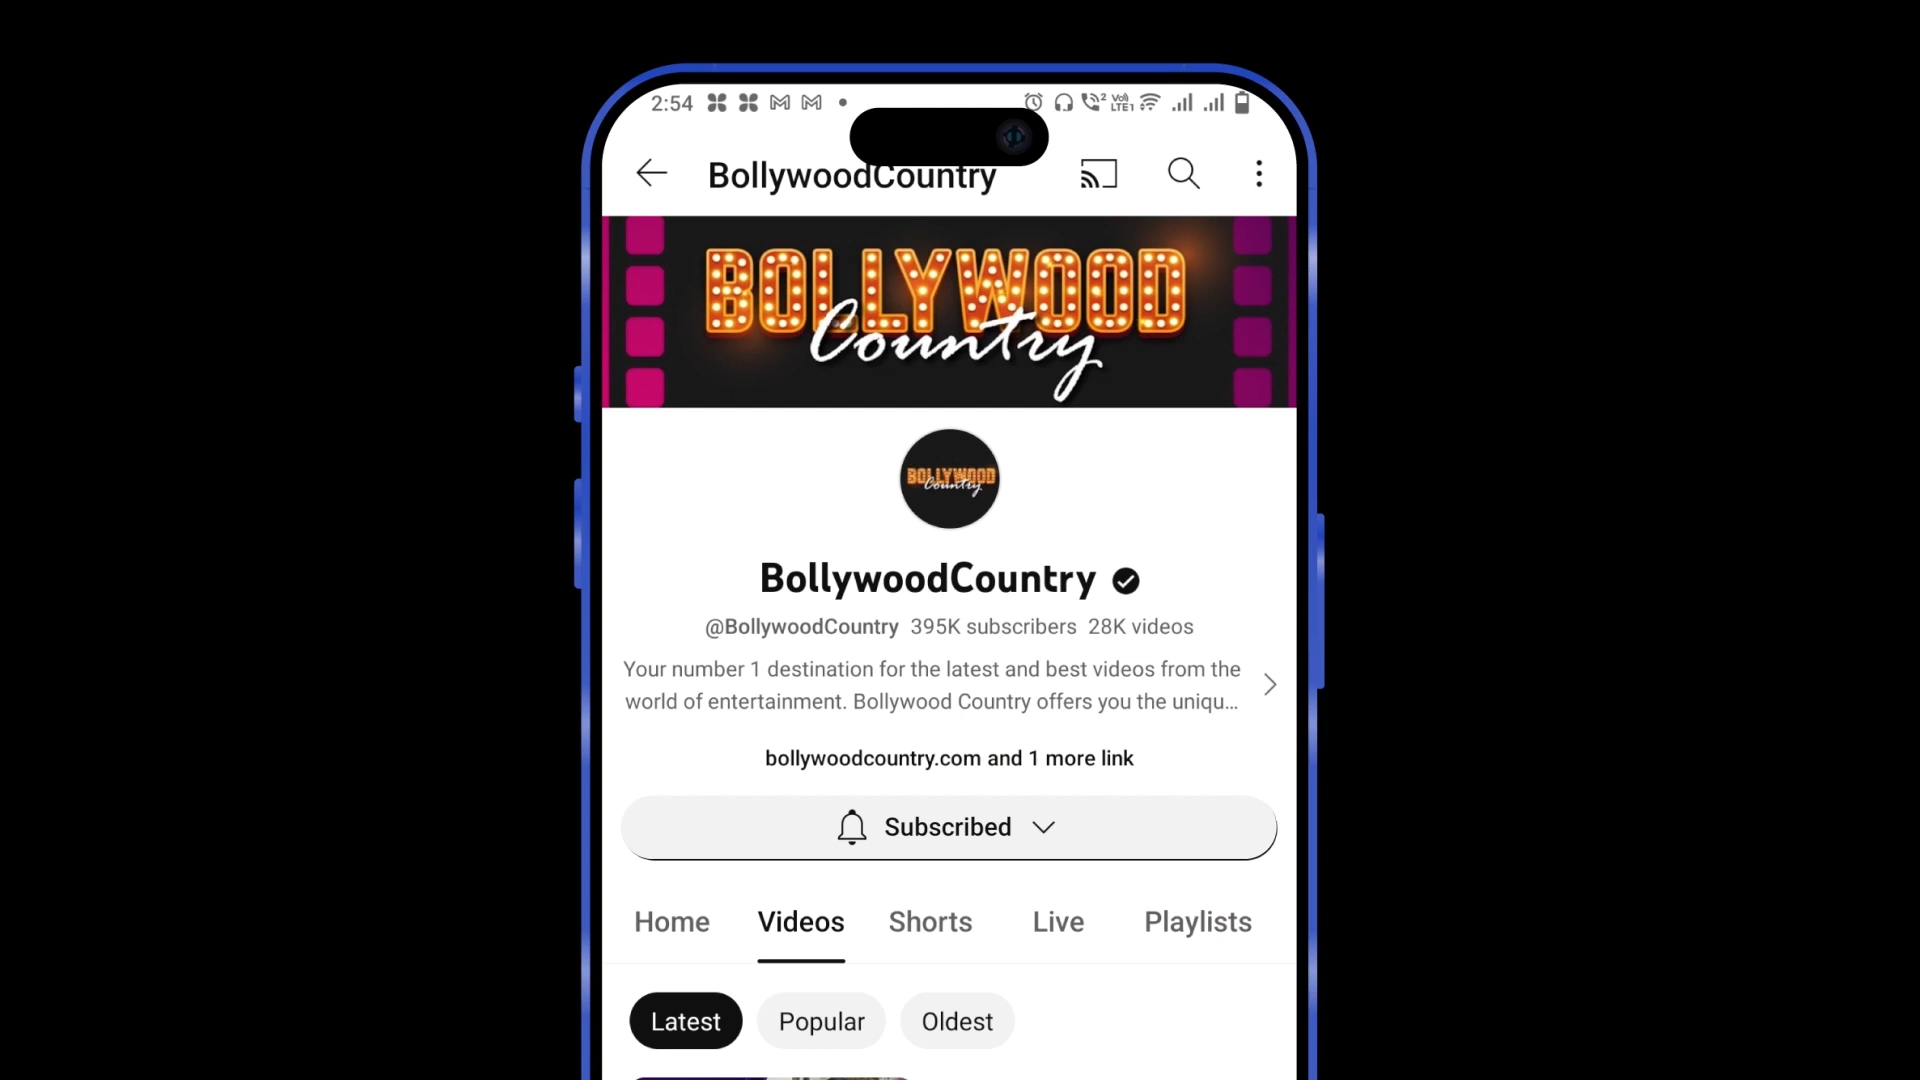 2:54
VoI) LTE1
BollywoodCountry
BOLLYWOOD
Country
BOLLYWOOD
Country
BollywoodCountry
@BollywoodCountry 395K subscribers 28K videos
Your number 1 destination for the latest and best videos from the
world of entertainment. Bollywood Country offers you the uniqu...
bollywoodcountry.com and 1 more link
Subscribed
Home Videos Shorts Live Playlists
Latest Popular Oldest